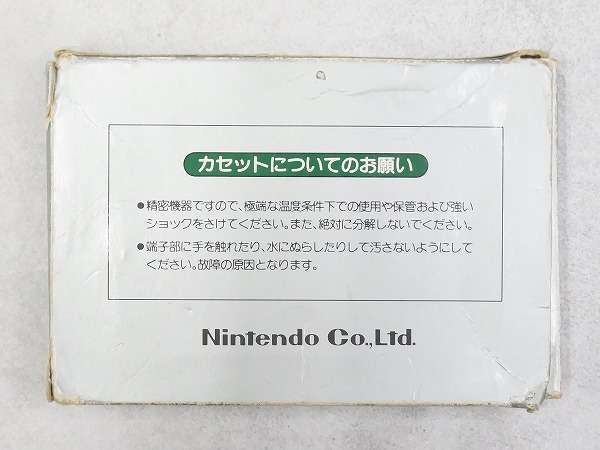 カセットについてのお願い
●精密機器ですので、極端な温度条件下での使用や保管および強い
ショックをさけてください。また、絶対に分解しないでください。
●端子部に手を触れたり、水にぬらしたりして汚さないようにして
ください。故障の原因となります。
Nintendo Co.,Ltd.